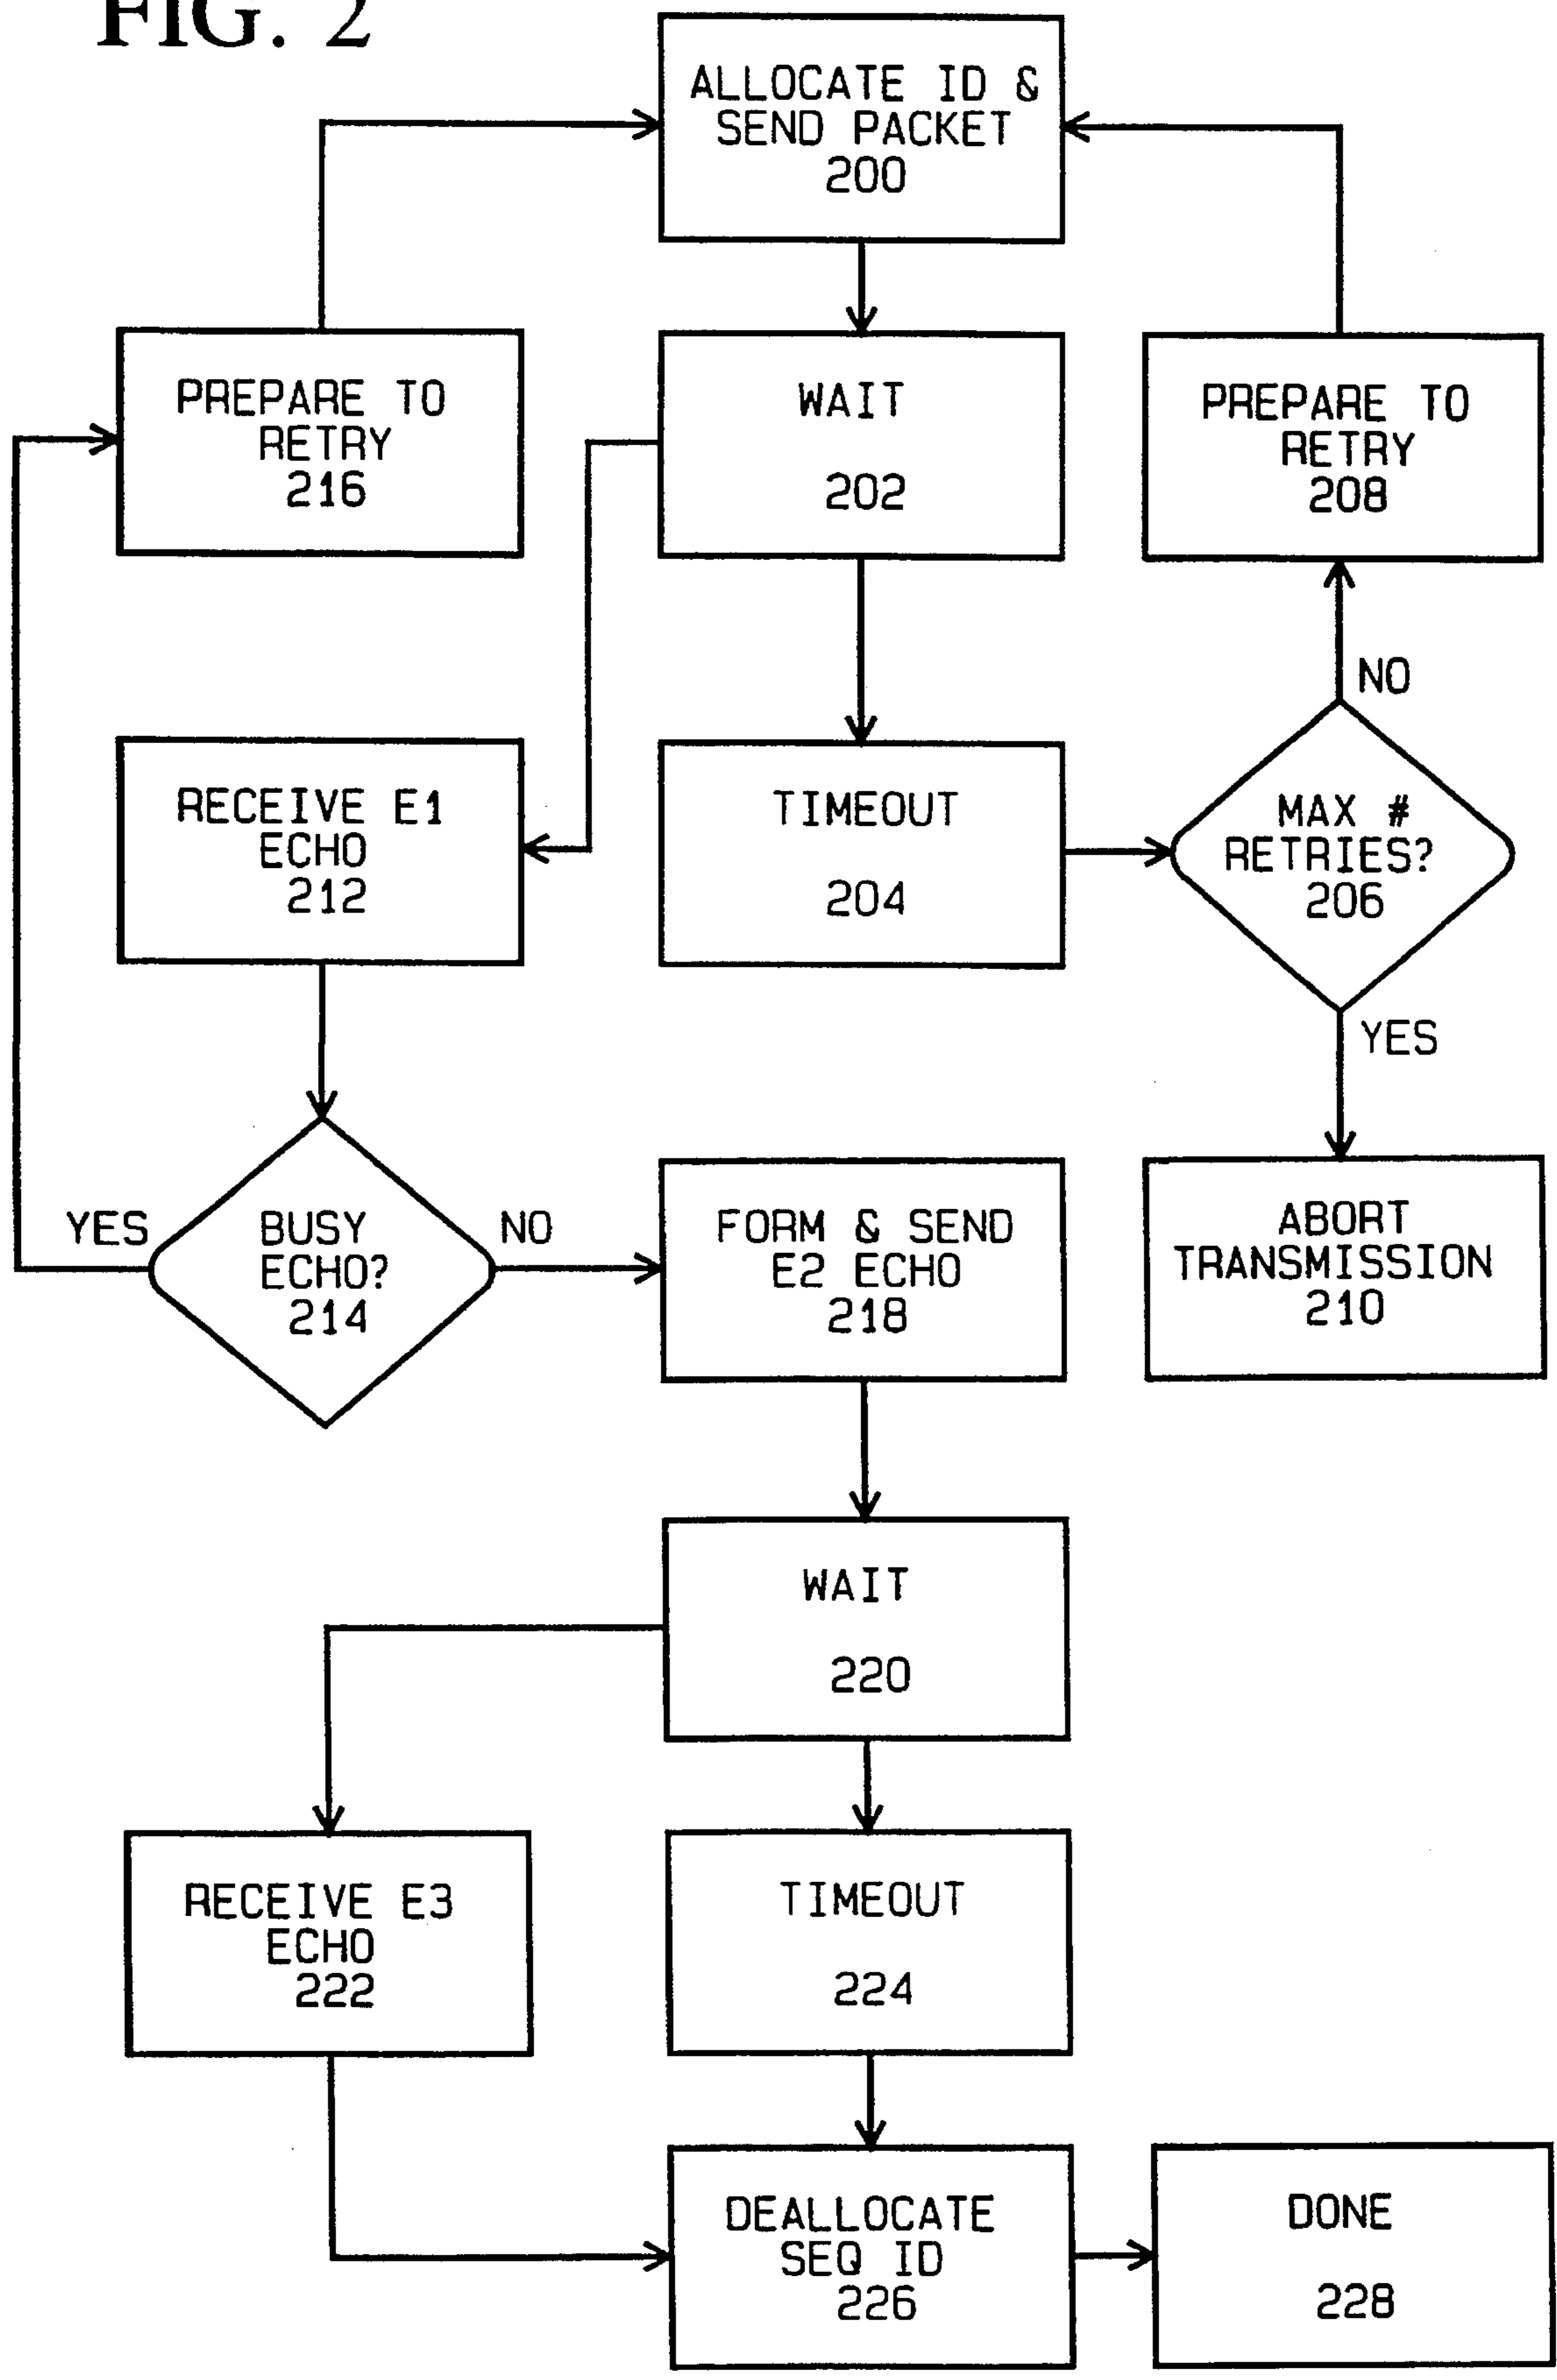 FIG. 2
ALLOCATE ID &
SEND PACKET
200
PREPARE TO
RETRY
216
WAIT
202
PREPARE TO
RETRY
208
NO
RECEIVE E1
ECHO
212
TIMEOUT
204
MAX #
RETRIES?
206
YES
YES
BUSY
ECHO?
214
NO
FORM & SEND
E2 ECHO
218
ABORT
TRANSMISSION
210
WAIT
220
RECEIVE E3
ECHO
222
TIMEOUT
224
DEALLOCATE
SEQ ID
226
DONE
228